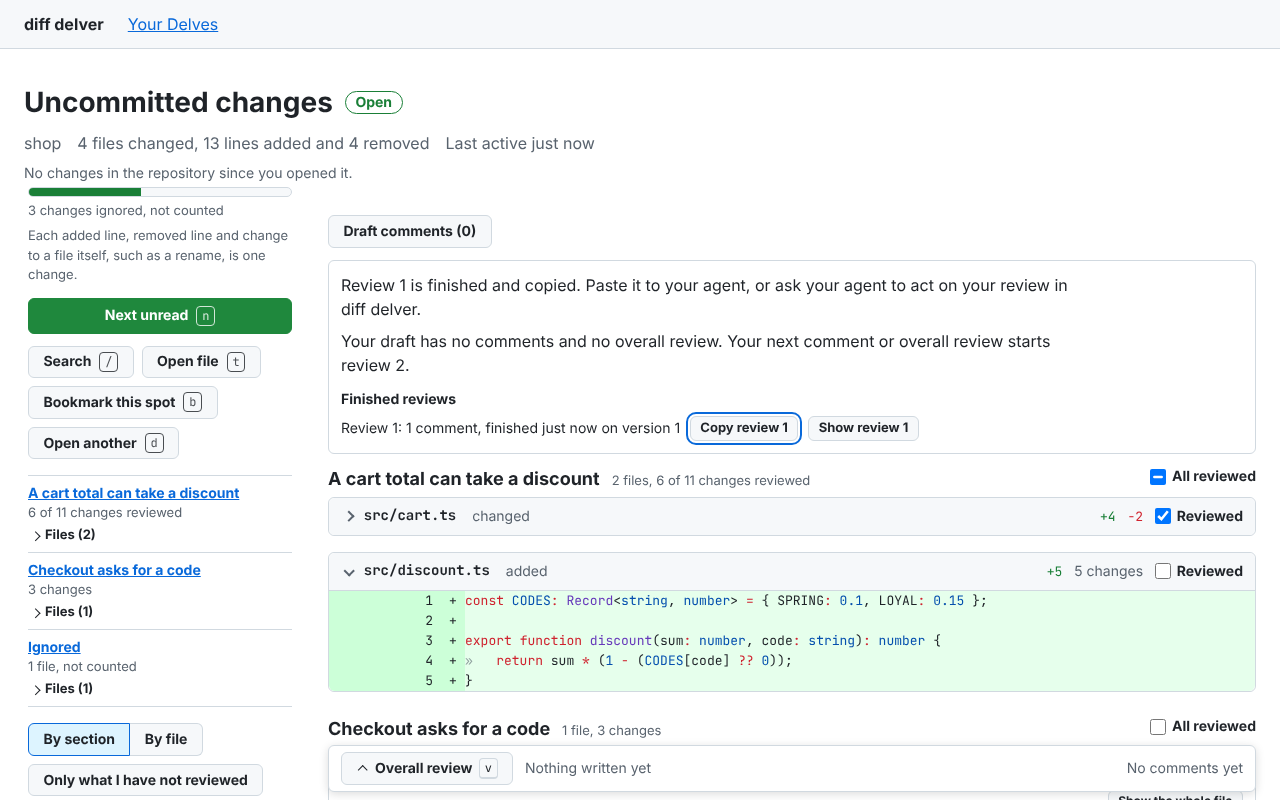 diff delver Your Delves
Uncommitted changes Open
shop 4 files changed, 13 lines added and 4 removed Last active just now
No changes in the repository since you opened it.
3 changes ignored, not counted
Each added line, removed line and change
to a file itself, such as a rename, is one
change.
Next unread n
Search / Open file t
Bookmark this spot b
Open another d
A cart total can take a discount
6 of 11 changes reviewed
Files (2)
Checkout asks for a code
3 changes
Files (1)
Ignored
1 file, not counted
Files (1)
By section By file
Only what I have not reviewed
Draft comments (0)
Review 1 is finished and copied. Paste it to your agent, or ask your agent to act on your review in
diff delver.
Your draft has no comments and no overall review. Your next comment or overall review starts
review 2.
Finished reviews
Review 1: 1 comment, finished just now on version 1 Copy review 1 Show review 1
A cart total can take a discount 2 files, 6 of 11 changes reviewed All reviewed
src/cart.ts changed +4 -2 Reviewed
src/discount.ts added +5 5 changes Reviewed
1 + const CODES: Record<string, number> = { SPRING: 0.1, LOYAL: 0.15 };
2 +
3 + export function discount(sum: number, code: string): number {
4 + » return sum * (1 - (CODES[code] ?? 0));
5 + }
Checkout asks for a code 1 file, 3 changes All reviewed
Overall review v Nothing written yet No comments yet
Show the whole file